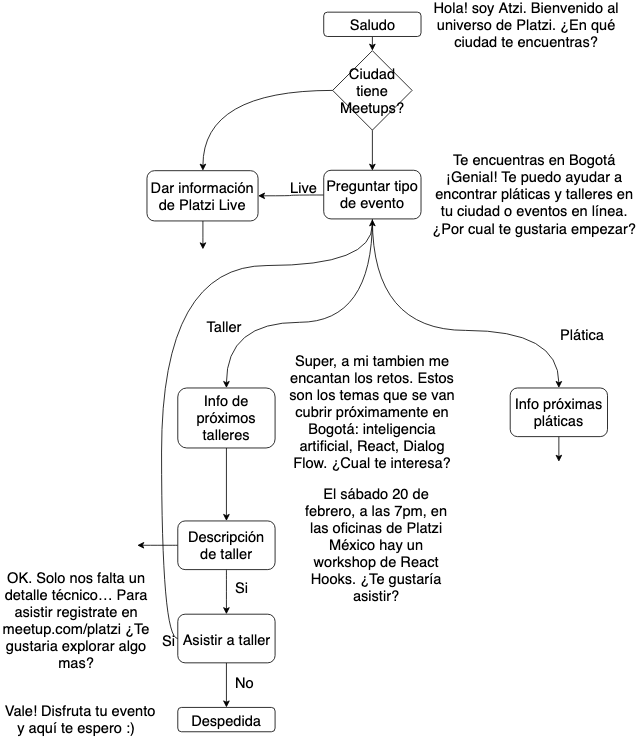 Saludo
Hola! soy Atzi. Bienvenido al
universo de Platzi. ¿En qué
ciudad te encuentras?
Ciudad
tiene
Meetups?
Dar información
de Platzi Live
Live
Preguntar tipo
de evento
Te encuentras en Bogotá
¡Genial! Te puedo ayudar a
encontrar pláticas y talleres en
tu ciudad o eventos en línea.
¿Por cual te gustaria empezar?
Taller
Plática
Info de
próximos
talleres
Super, a mi tambien me
encantan los retos. Estos
son los temas que se van
cubrir próximamente en
Bogotá: inteligencia
artificial, React, Dialog
Flow. ¿Cual te interesa?
Info próximas
pláticas
El sábado 20 de
febrero, a las 7pm, en
las oficinas de Platzi
México hay un
workshop de React
Hooks. ¿Te gustaría
asistir?
Descripción
de taller
Si
OK. Solo nos falta un
detalle técnico… Para
asistir registrate en
meetup.com/platzi ¿Te
gustaria explorar algo
mas?
Si
Asistir a taller
No
Vale! Disfruta tu evento
y aquí te espero :)
Despedida